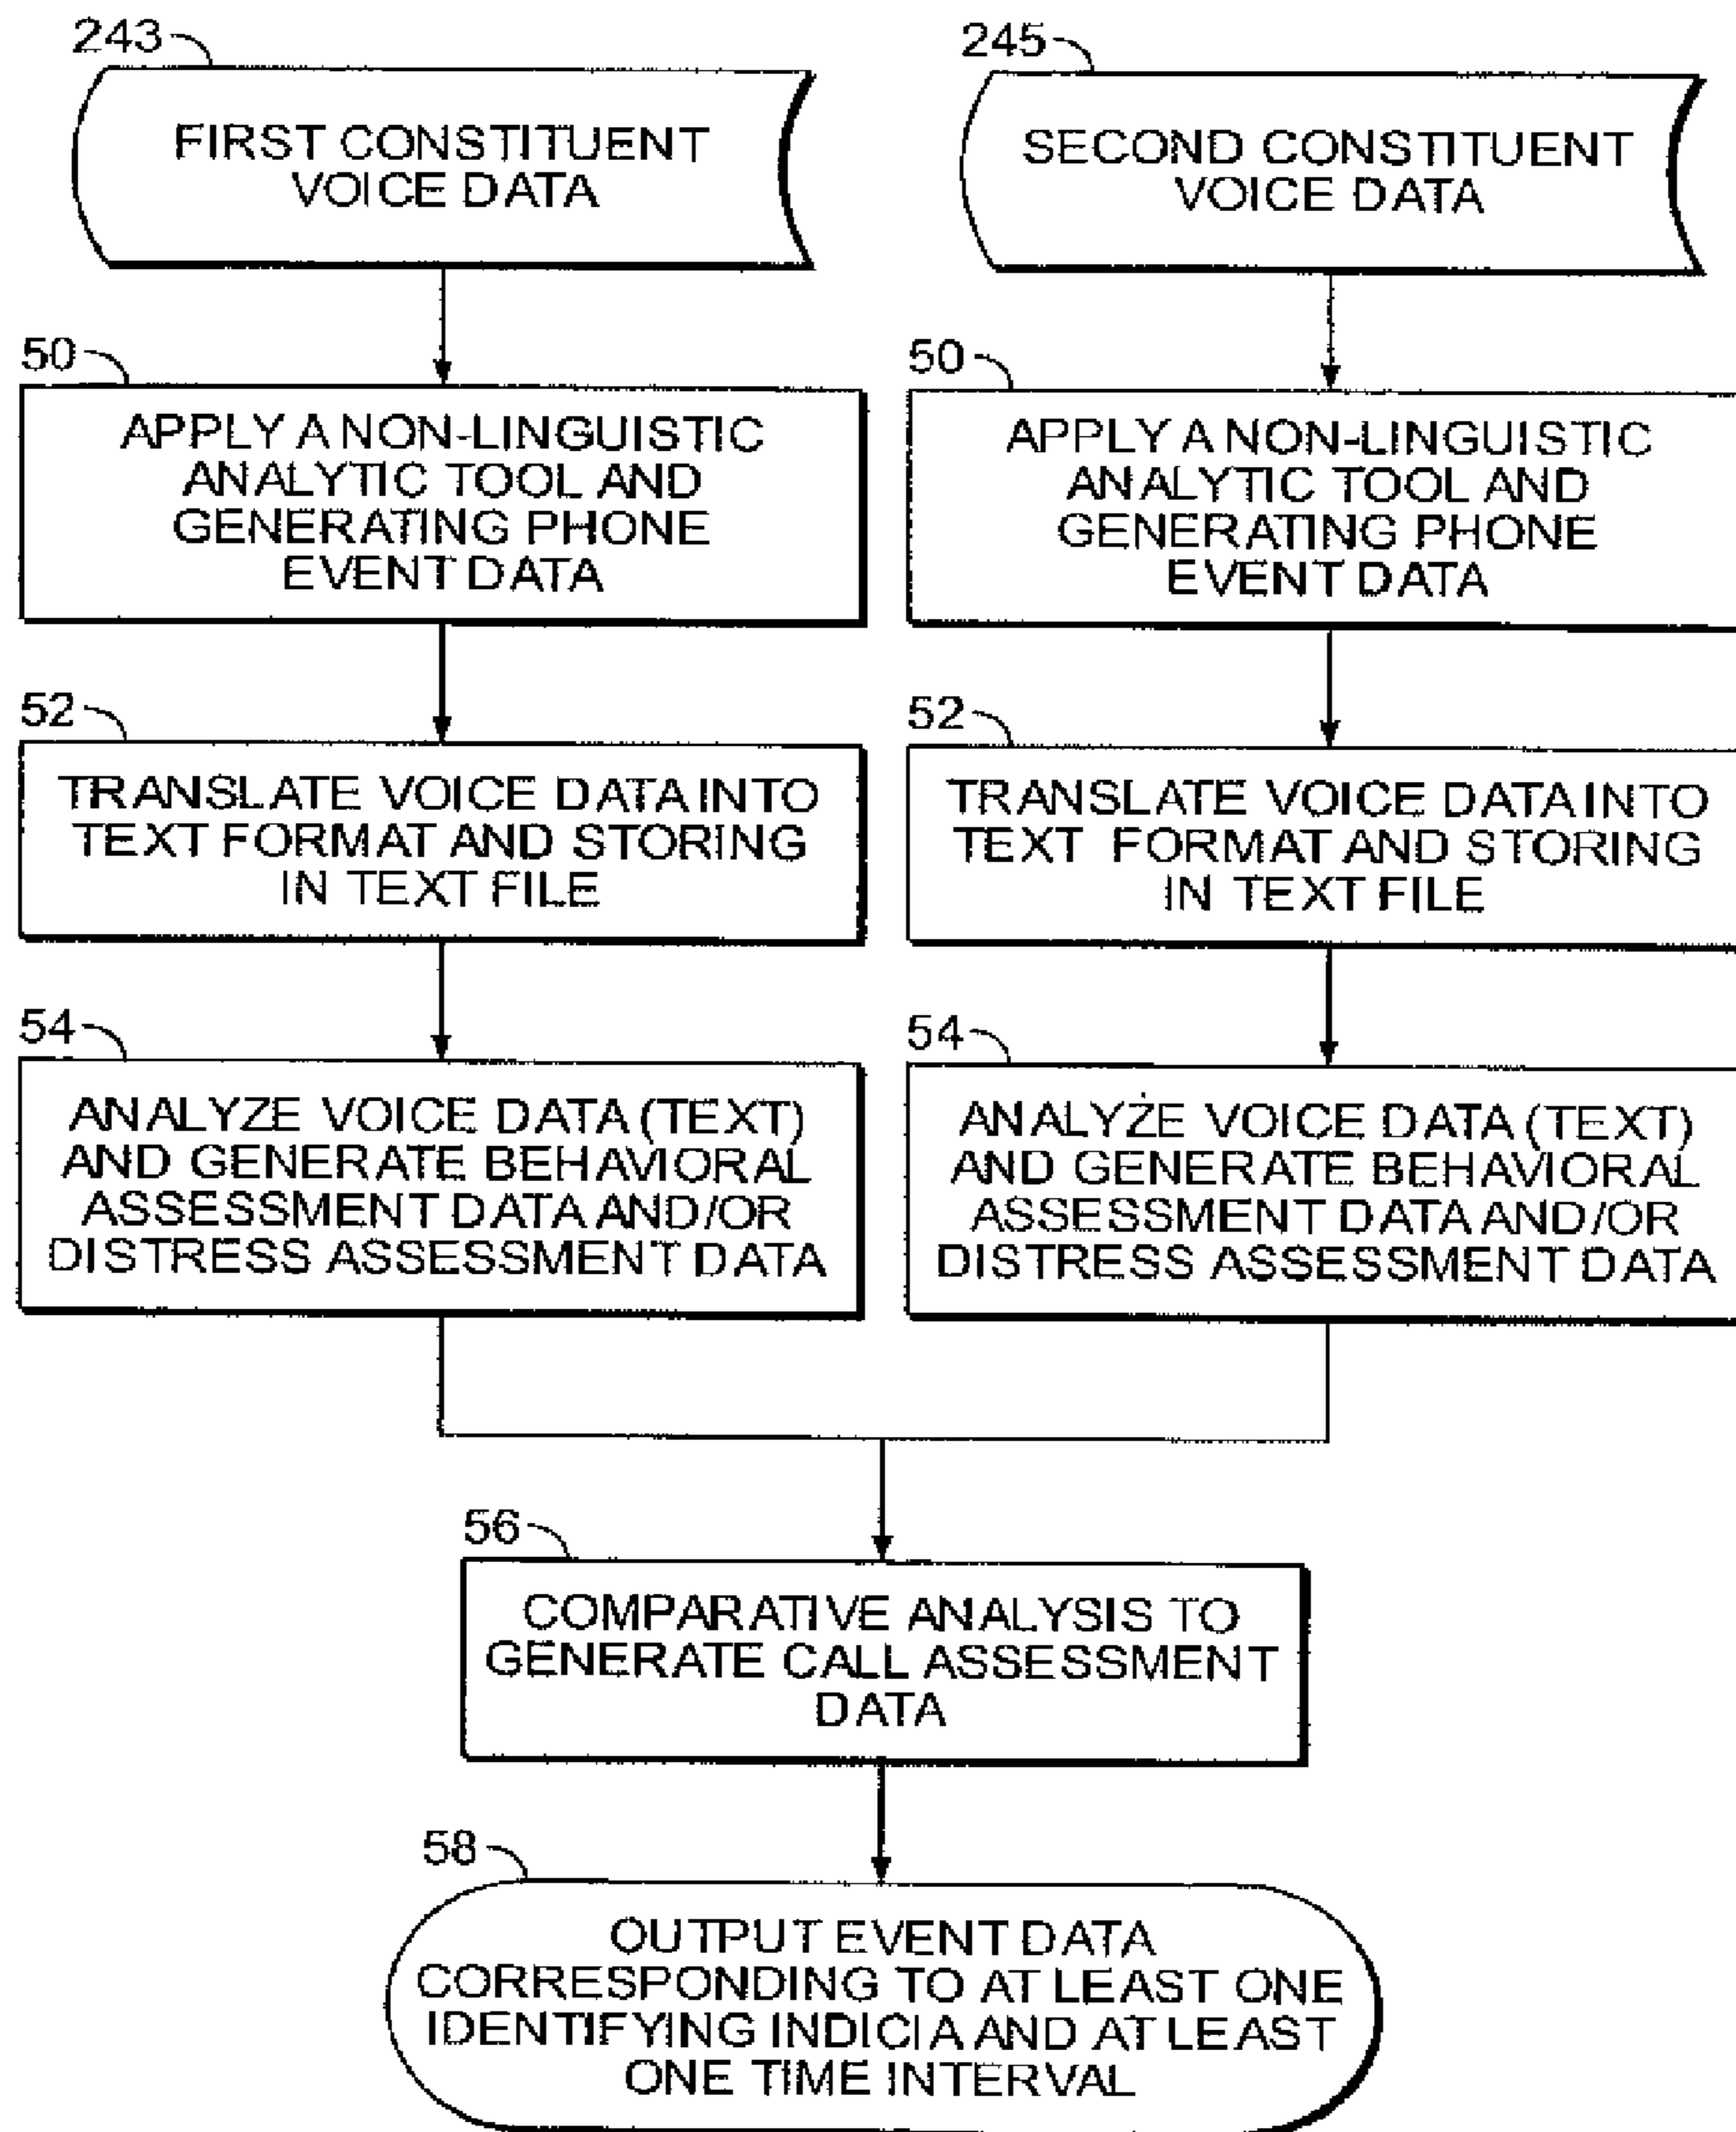 243
FIRST CONSTITUENT
VOICE DATA
245
SECOND CONSTITUENT
VOICE DATA
50
APPLY A NON-LINGUISTIC
ANALYTIC TOOL AND
GENERATING PHONE
EVENT DATA
50
APPLY A NON-LINGUISTIC
ANALYTIC TOOL AND
GENERATING PHONE
EVENT DATA
52
TRANSLATE VOICE DATA INTO
TEXT FORMAT AND STORING
IN TEXT FILE
52
TRANSLATE VOICE DATA INTO
TEXT FORMAT AND STORING
IN TEXT FILE
54
ANALYZE VOICE DATA (TEXT)
AND GENERATE BEHAVIORAL
ASSESSMENT DATA AND/OR
DISTRESS ASSESSMENT DATA
54
ANALYZE VOICE DATA (TEXT)
AND GENERATE BEHAVIORAL
ASSESSMENT DATA AND/OR
DISTRESS ASSESSMENT DATA
56
COMPARATIVE ANALYSIS TO
GENERATE CALL ASSESSMENT
DATA
58
OUTPUT EVENT DATA
CORRESPONDING TO AT LEAST ONE
IDENTIFYING INDICIA AND AT LEAST
ONE TIME INTERVAL